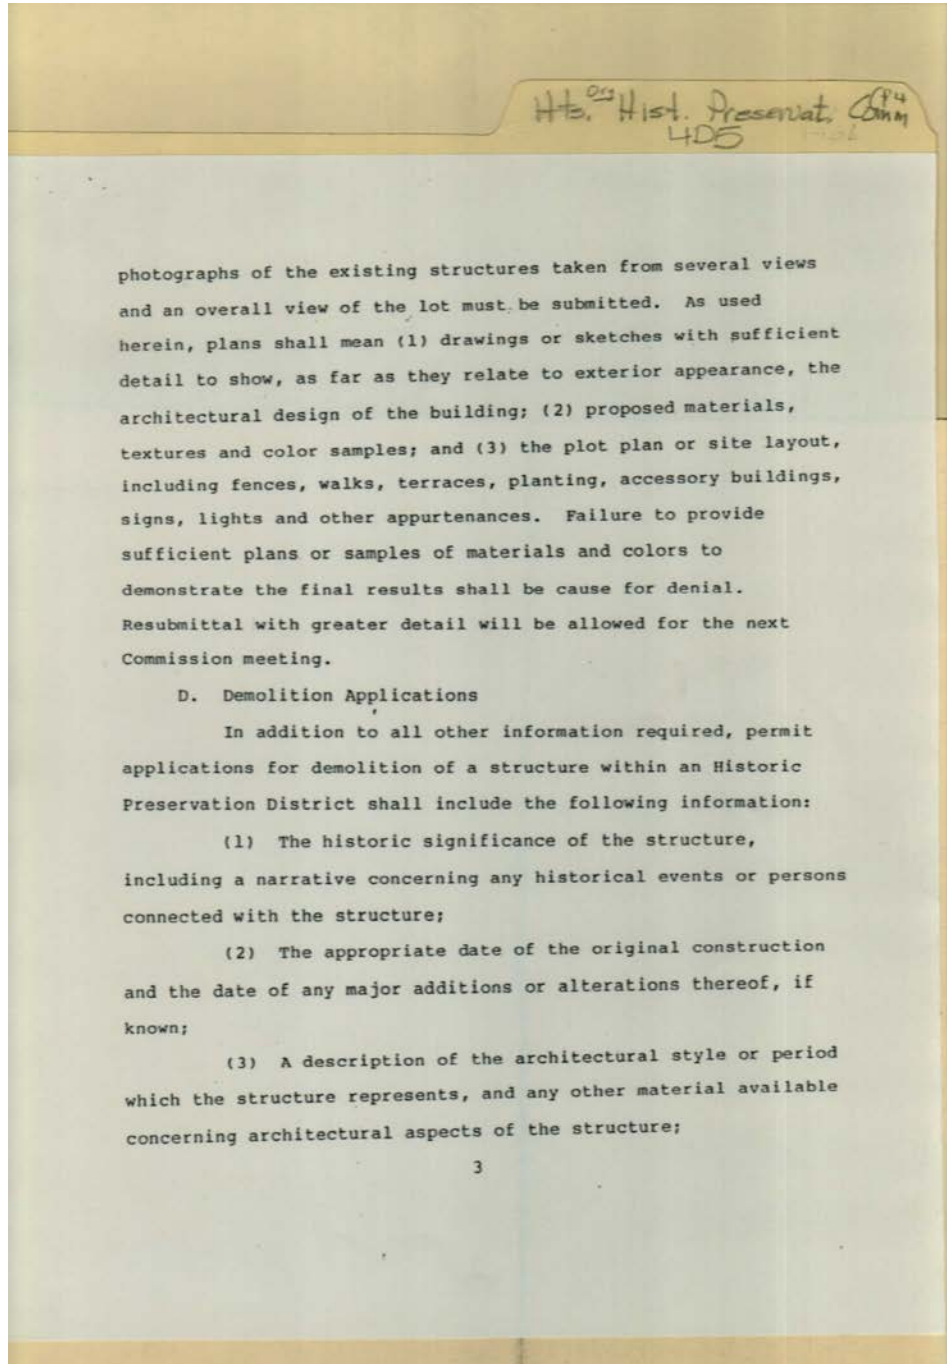 Hts. Org Hist. Preservat. Comm
4D5
photographs of the existing structures taken from several views
and an overall view of the lot must be submitted. As used
herein, plans shall mean (1) drawings or sketches with sufficient
detail to show, as far as they relate to exterior appearance, the
architectural design of the building; (2) proposed materials,
textures and color samples; and (3) the plot plan or site layout,
including fences, walks, terraces, planting, accessory buildings,
signs, lights and other appurtenances. Failure to provide
sufficient plans or samples of materials and colors to
demonstrate the final results shall be cause for denial.
Resubmittal with greater detail will be allowed for the next
Commission meeting.
D. Demolition Applications
In addition to all other information required, permit
applications for demolition of a structure within an Historic
Preservation District shall include the following information:
(1) The historic significance of the structure,
including a narrative concerning any historical events or persons
connected with the structure;
(2) The appropriate date of the original construction
and the date of any major additions or alterations thereof, if
known;
(3) A description of the architectural style or period
which the structure represents, and any other material available
concerning architectural aspects of the structure;
3